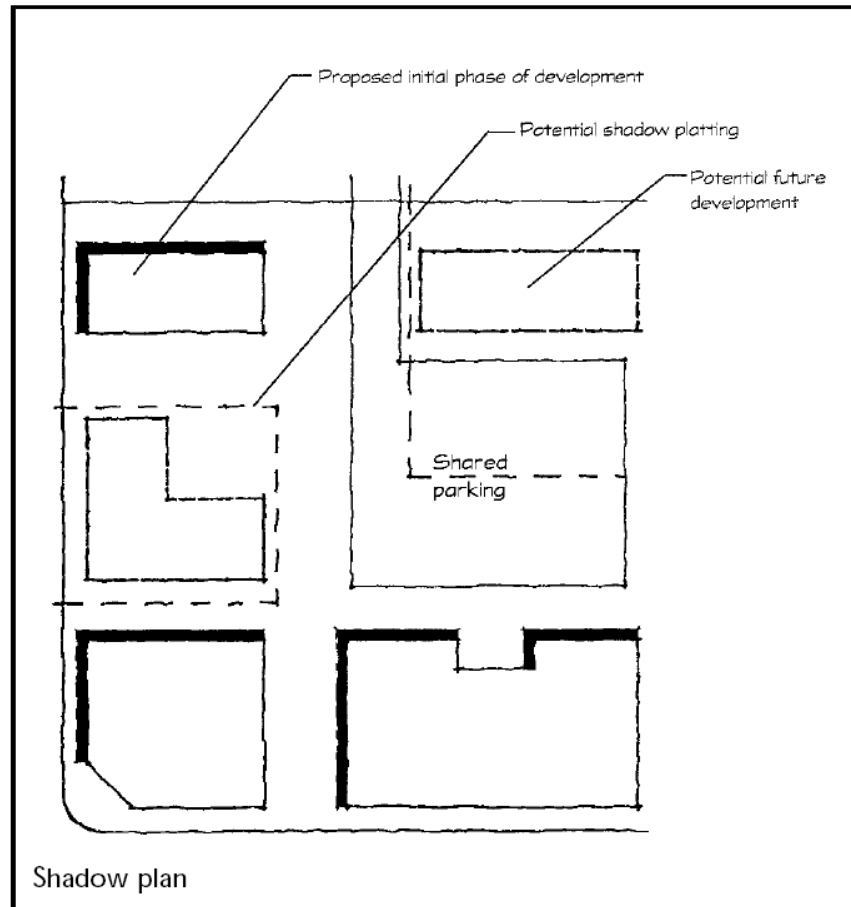 Proposed initial phase of development
Potential shadow platting
Potential future
development
Shared
parking
Shadow plan